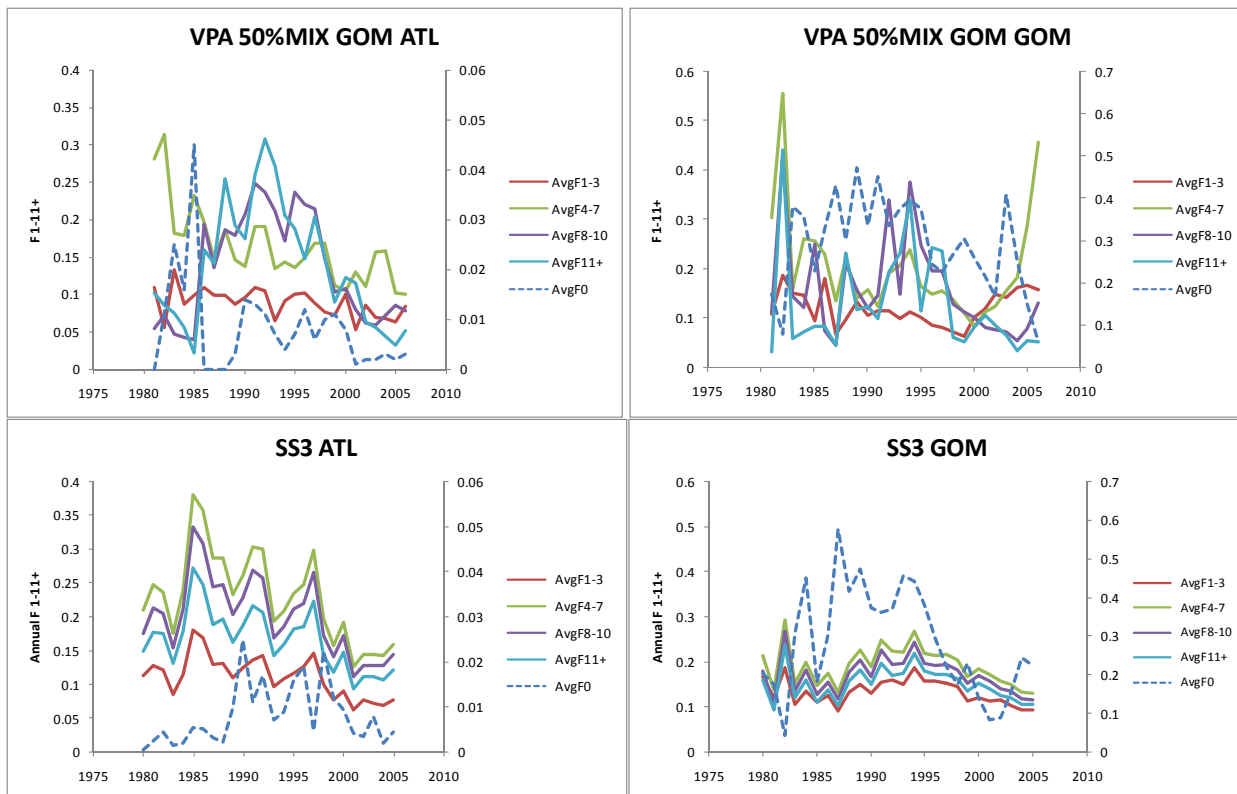 VPA 50%MIX GOM ATL
0.4
0.35
0.3
0.25
0.2
0.15
0.1
0.05
0
F 1-11+
0.06
0.05
0.04
0.03
0.02
0.01
0
1975 1980 1985 1990 1995 2000 2005 2010
AvgF1-3
AvgF4-7
AvgF8-10
AvgF11+
AvgF0
VPA 50%MIX GOM GOM
0.6
0.5
0.4
0.3
0.2
0.1
0
0.7
0.6
0.5
0.4
0.3
0.2
0.1
0
1975 1980 1985 1990 1995 2000 2005 2010
AvgF1-3
AvgF4-7
AvgF8-10
AvgF11+
AvgF0
SS3 ATL
0.4
0.35
0.3
0.25
0.2
0.15
0.1
0.05
0
Annual F 1-11+
0.06
0.05
0.04
0.03
0.02
0.01
0
1975 1980 1985 1990 1995 2000 2005 2010
AvgF1-3
AvgF4-7
AvgF8-10
AvgF11+
AvgF0
SS3 GOM
0.6
0.5
0.4
0.3
0.2
0.1
0
Annual F 1-11+
0.7
0.6
0.5
0.4
0.3
0.2
0.1
0
1975 1980 1985 1990 1995 2000 2005 2010
AvgF1-3
AvgF4-7
AvgF8-10
AvgF11+
AvgF0